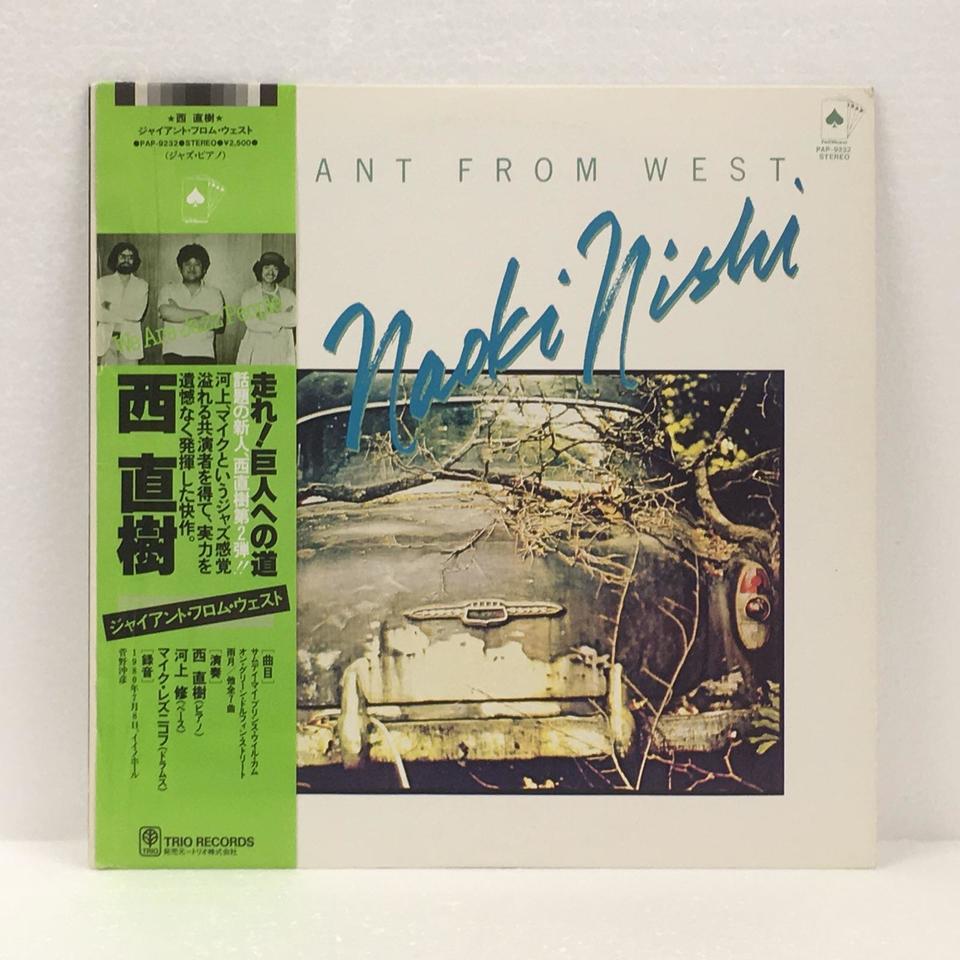 ★西 直樹★
ジャイアント・フロム・ウェスト
●PAP-9232●STEREO●¥2,500●
(ジャズ・ピアノ)
We Are Jazz People
走れ!巨人への道
話題の新人、西直樹第2弾!!
河上、マイクというジャズ感覚
溢れる共演者を得て、実力を
遺憾なく発揮した快作。
西 直樹
ジャイアント・フロム・ウェスト
[曲目]
サムデイ・マイ・プリンス・ウィル・カム
オン・グリーン・ドルフィン・ストリート
雨月/他全7曲
[演奏]
西 直樹(ピアノ)
河上 修(ベース)
マイク・レズニコフ(ドラムス)
[録音]
1980年7月8日、イイノホール
菅野沖彦
TRIO
TRIO RECORDS
発売元—トリオ株式会社
ANT FROM WEST
Naoki Nishi
PAP-9232
STEREO